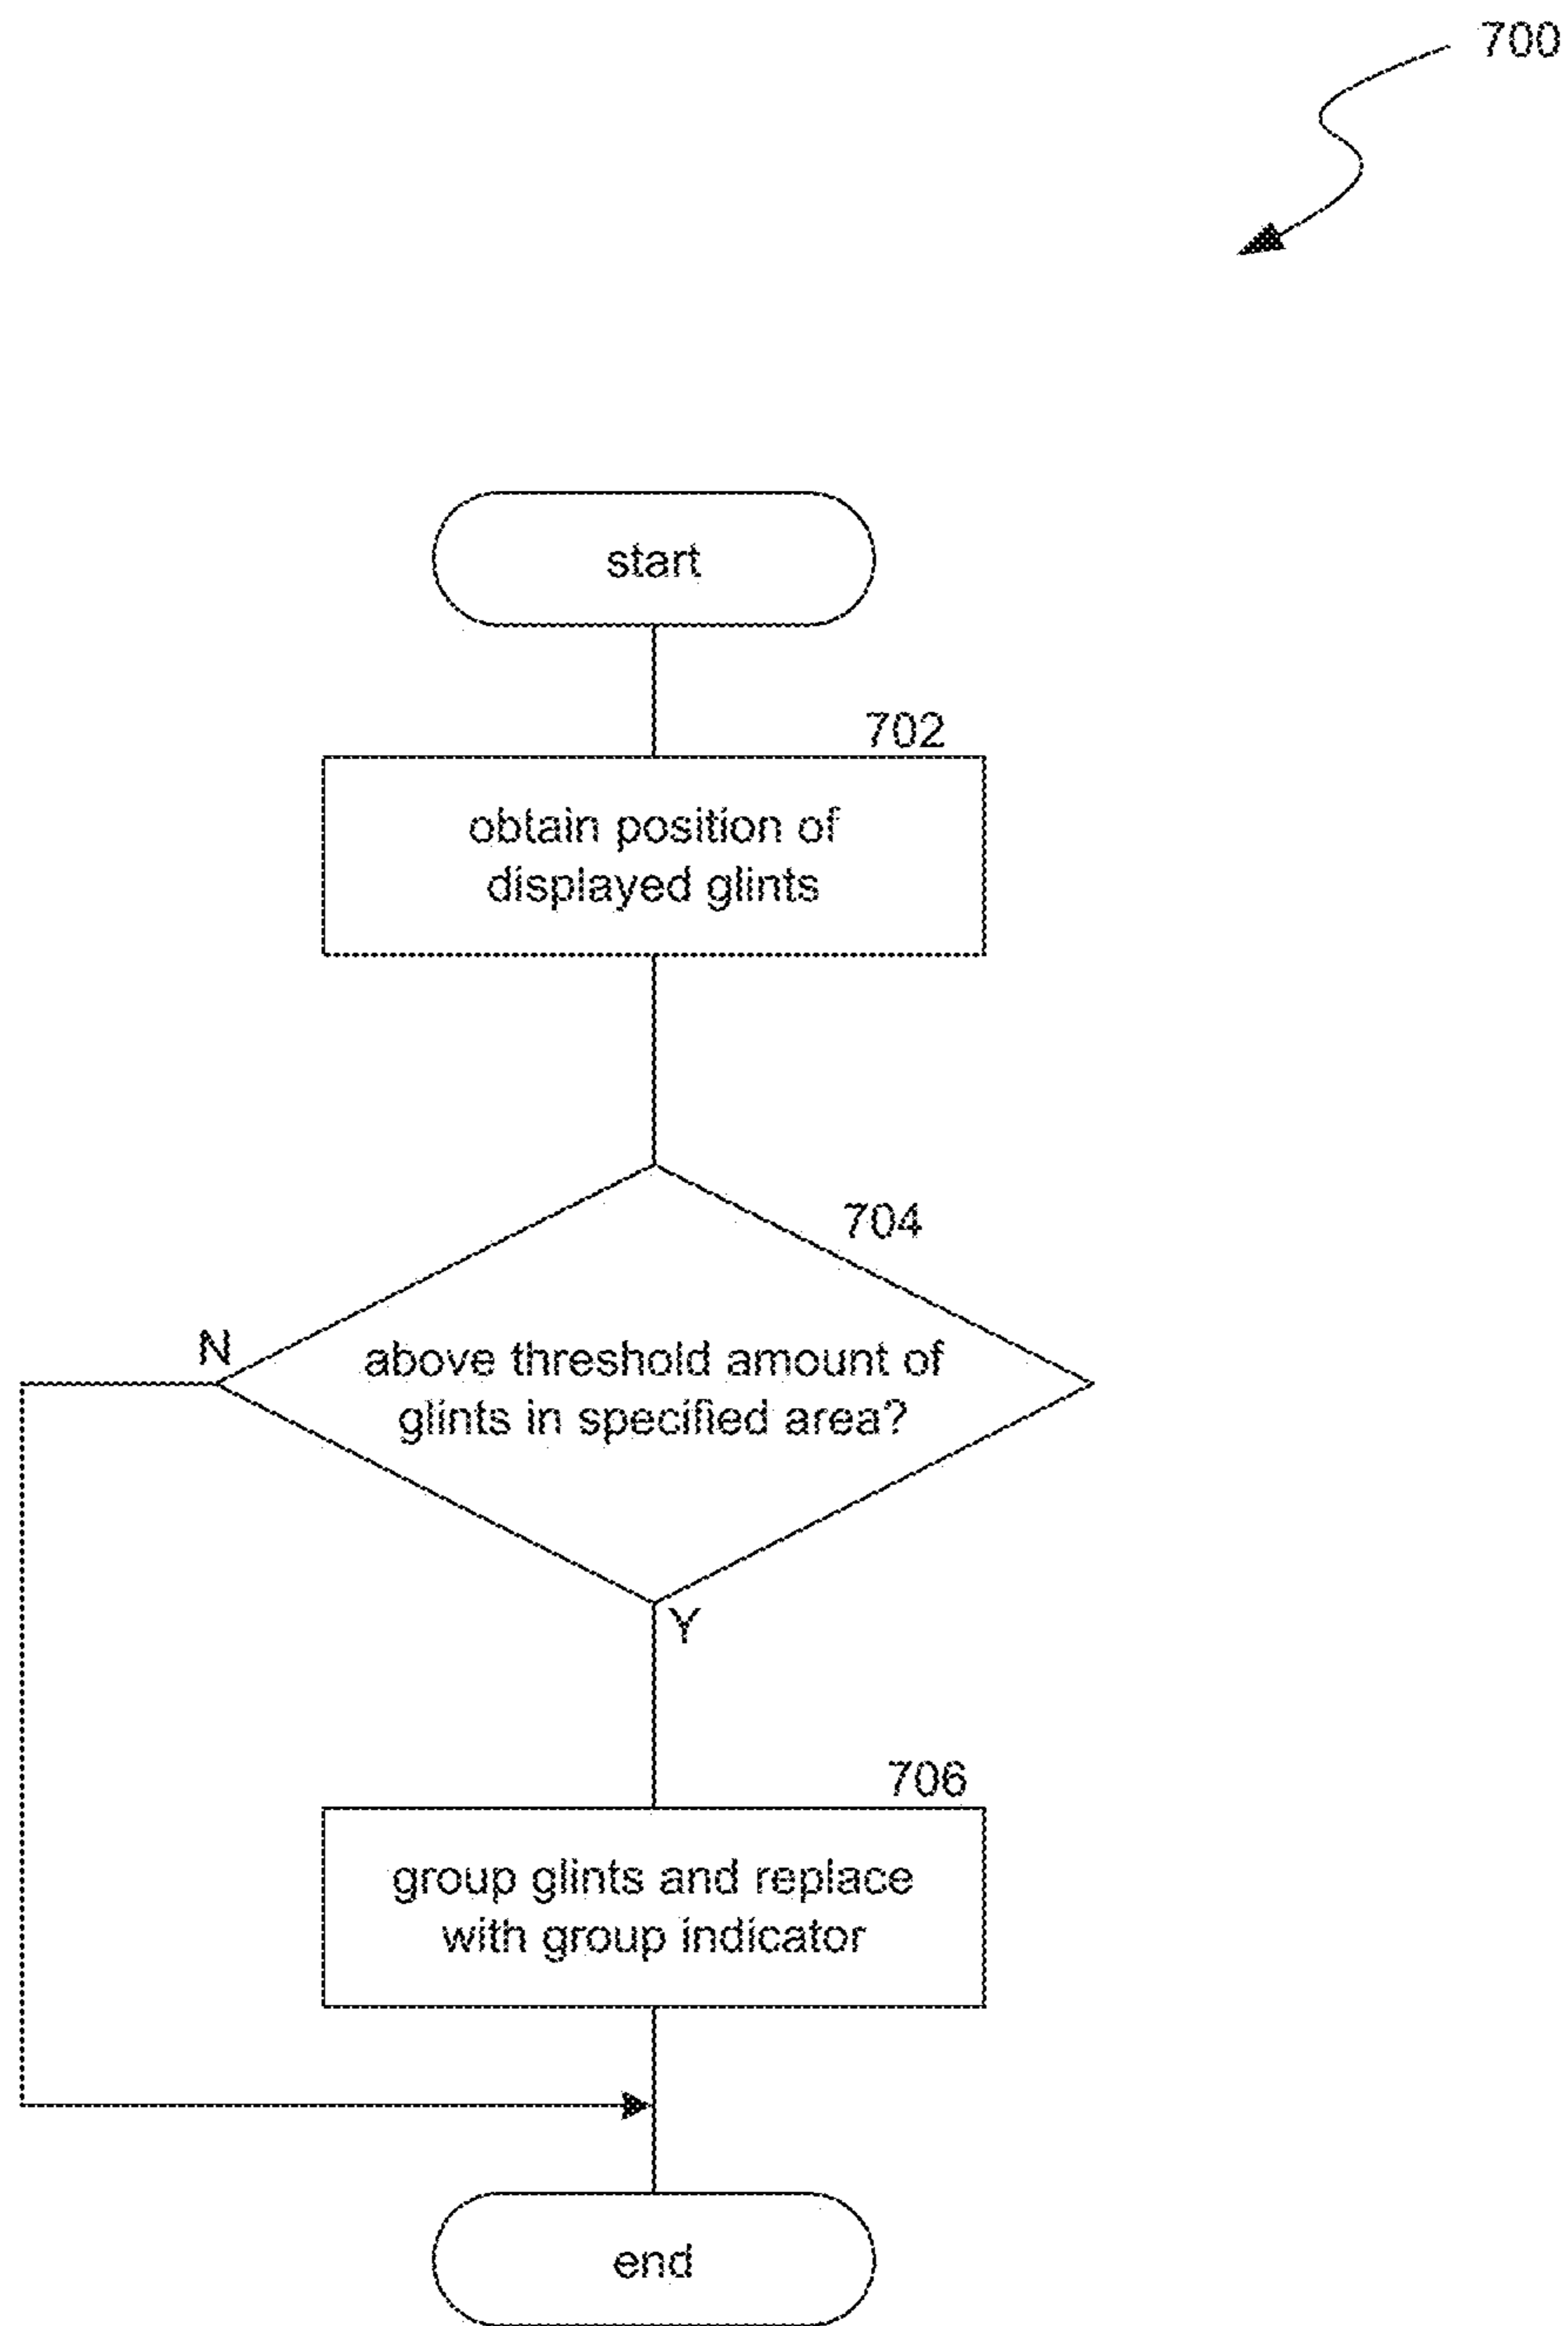 700
start
702
obtain position of
displayed glints
704
N
above threshold amount of
glints in specified area?
Y
706
group glints and replace
with group indicator
end